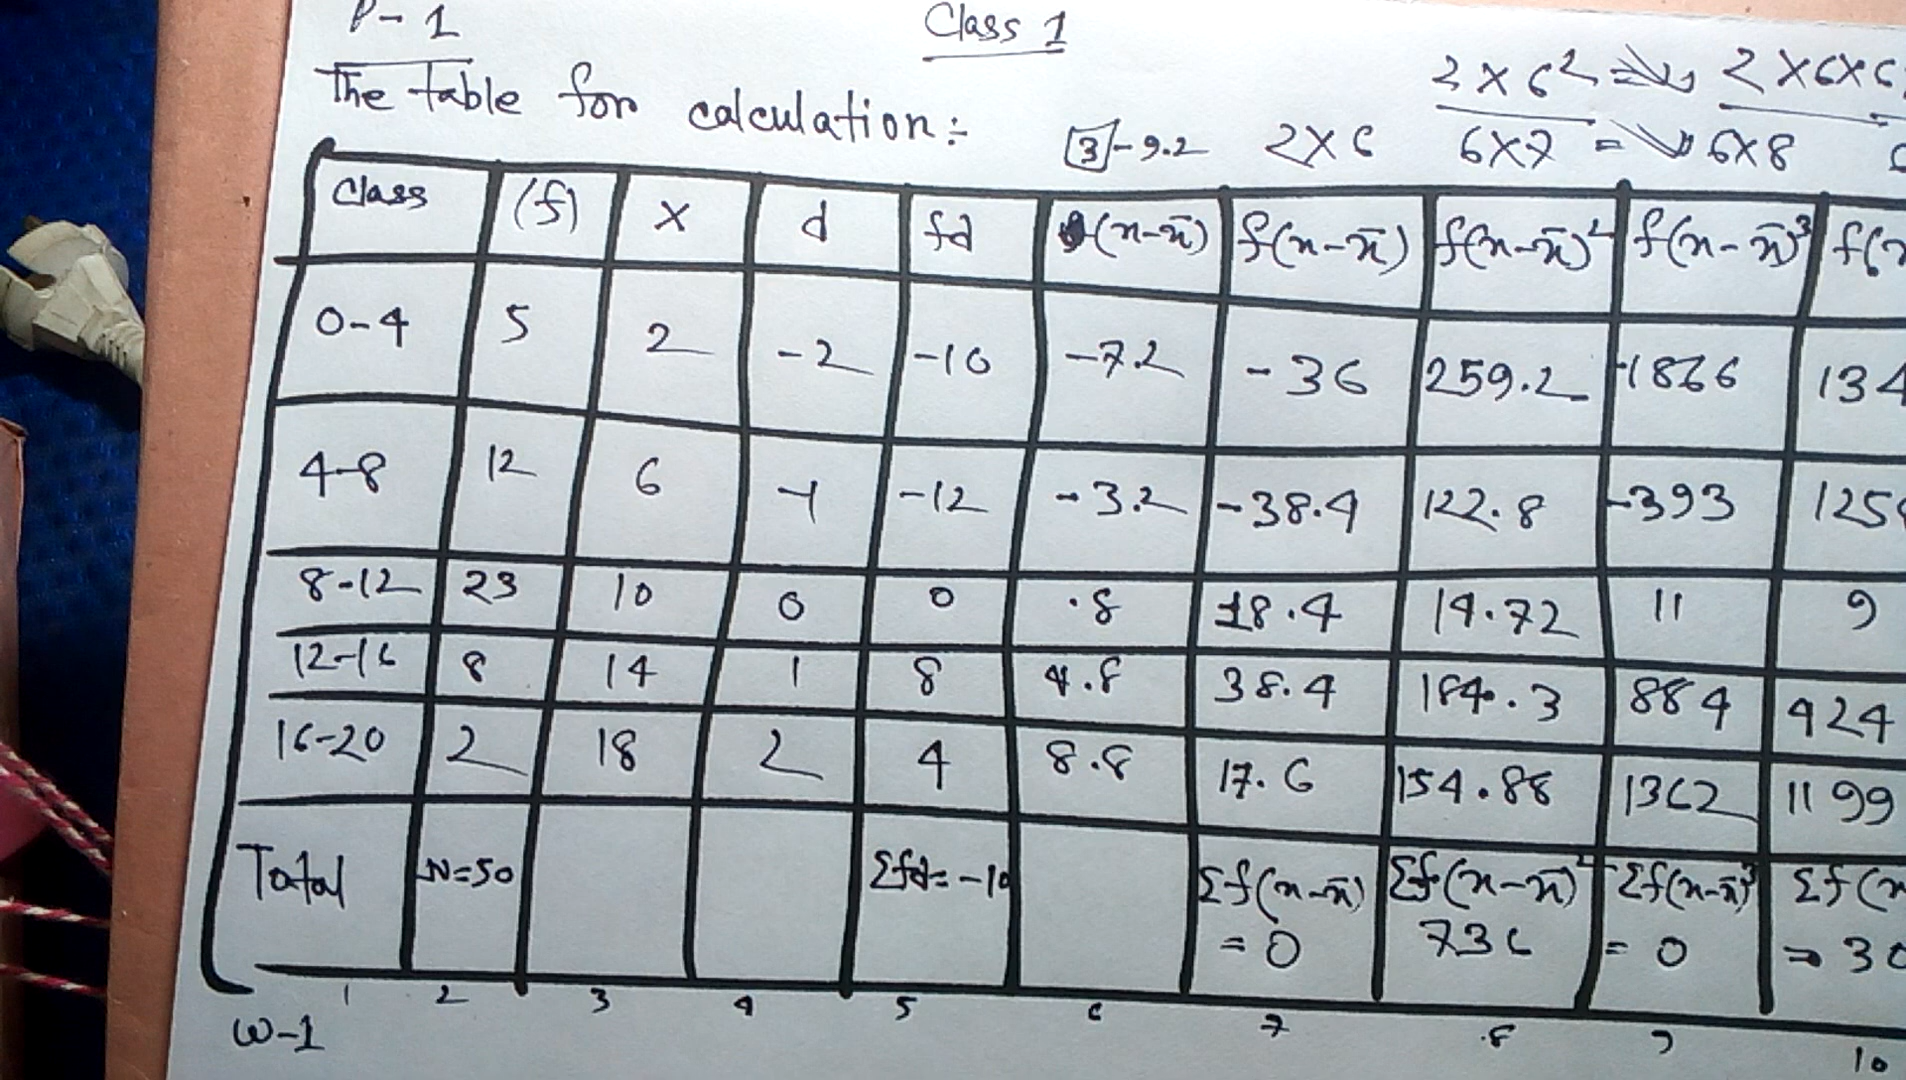 P-1
Class 1
The table for calculation:-
3 - 9.2 2×6 2×6² / 6×7 = 2×6×6 / 6×8
Class (f) x d fd (x-x̄) f(x-x̄) f(x-x̄)² f(x-x̄)³ f(x
0-4 5 2 -2 -10 -7.2 -36 259.2 -1866 134
4-8 12 6 -1 -12 -3.2 -38.4 122.8 -393 125
8-12 23 10 0 0 .8 18.4 14.72 11 9
12-16 8 14 1 8 4.8 38.4 184.3 884 424
16-20 2 18 2 4 8.8 17.6 154.88 1362 1199
Total N=50 Σfd=-10 Σf(x-x̄) = 0 Σf(x-x̄)² 736 Σf(x-x̄)³ = 0 Σf(x = 30
1 2 3 4 5 6 7 8 9 10
W-1